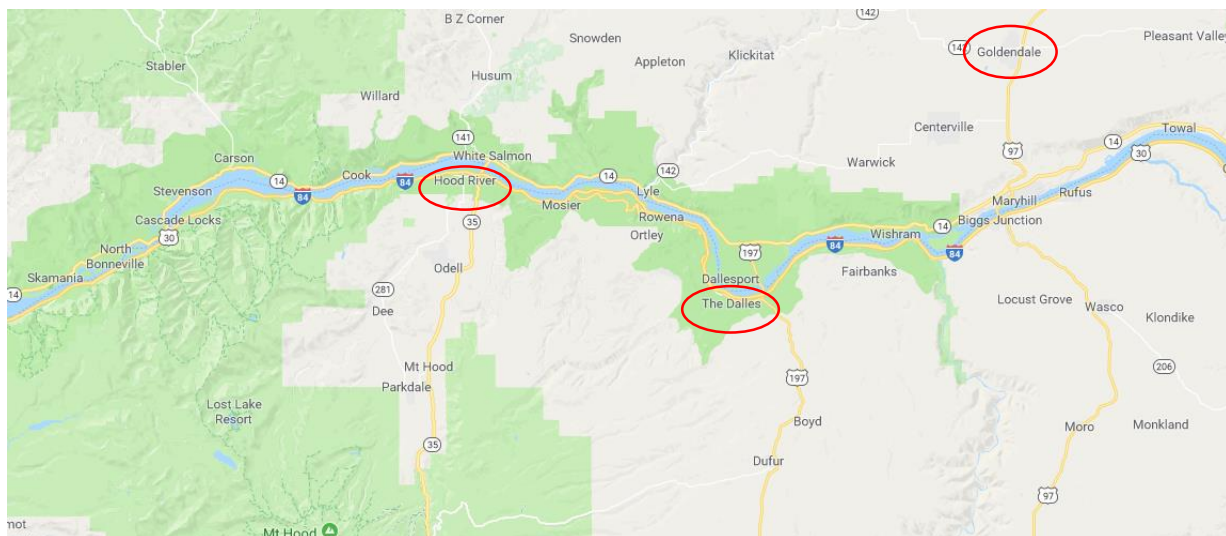 142
B Z Corner
142
Snowden
Pleasant Valley
Stabler
Appleton
Klickitat
142
Goldendale
Husum
Willard
Centerville
141
14
Towal
97
30
Carson
White Salmon
Warwick
142
Cook
84
14
Stevenson
14
84
Hood River
Lyle
Rufus
Maryhill
Mosier
Rowena
Biggs Junction
Cascade Locks
35
Ortley
14
Wishram
30
197
84
84
North
Bonneville
Odell
Fairbanks
Skamania
Dallesport
14
281
The Dalles
Locust Grove
Wasco
Dee
Klondike
Mt Hood
206
Parkdale
197
Lost Lake
Resort
Boyd
Moro
Monkland
35
Dufur
97
mot
Mt Hood